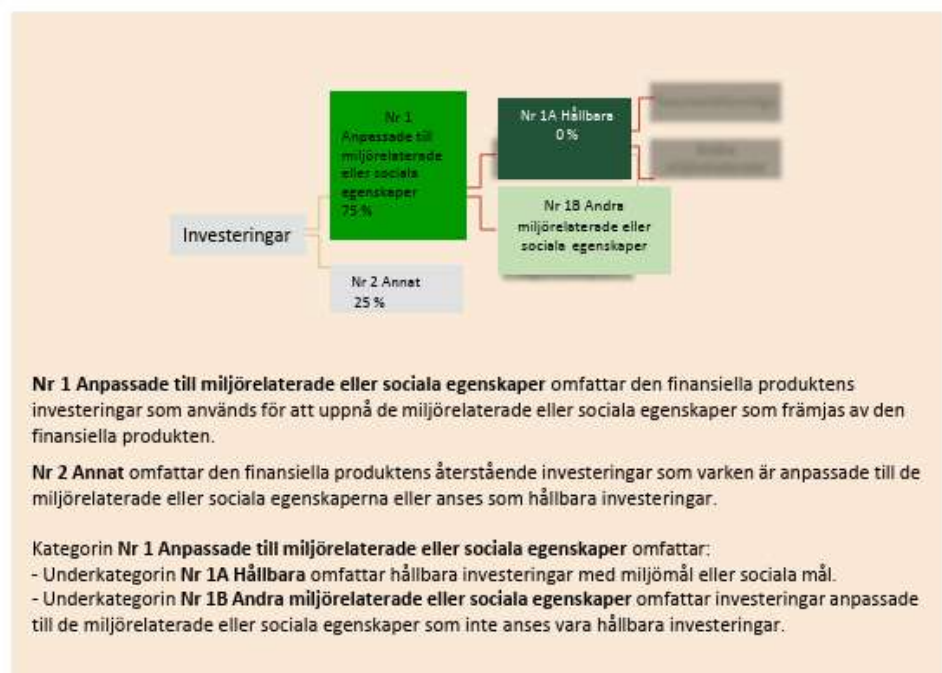 Nr 1
Anpassade till
miljörelaterade
eller sociala
egenskaper
75 %
Nr 1A Hållbara
0 %
Nr 1B Andra
miljörelaterade eller
sociala egenskaper
Investeringar
Nr 2 Annat
25 %
Nr 1 Anpassade till miljörelaterade eller sociala egenskaper omfattar den finansiella produktens
investeringar som används för att uppnå de miljörelaterade eller sociala egenskaper som främjas av den
finansiella produkten.
Nr 2 Annat omfattar den finansiella produktens återstående investeringar som varken är anpassade till de
miljörelaterade eller sociala egenskaperna eller anses som hållbara investeringar.
Kategorin Nr 1 Anpassade till miljörelaterade eller sociala egenskaper omfattar:
- Underkategorin Nr 1A Hållbara omfattar hållbara investeringar med miljömål eller sociala mål.
- Underkategorin Nr 1B Andra miljörelaterade eller sociala egenskaper omfattar investeringar anpassade
till de miljörelaterade eller sociala egenskaper som inte anses vara hållbara investeringar.